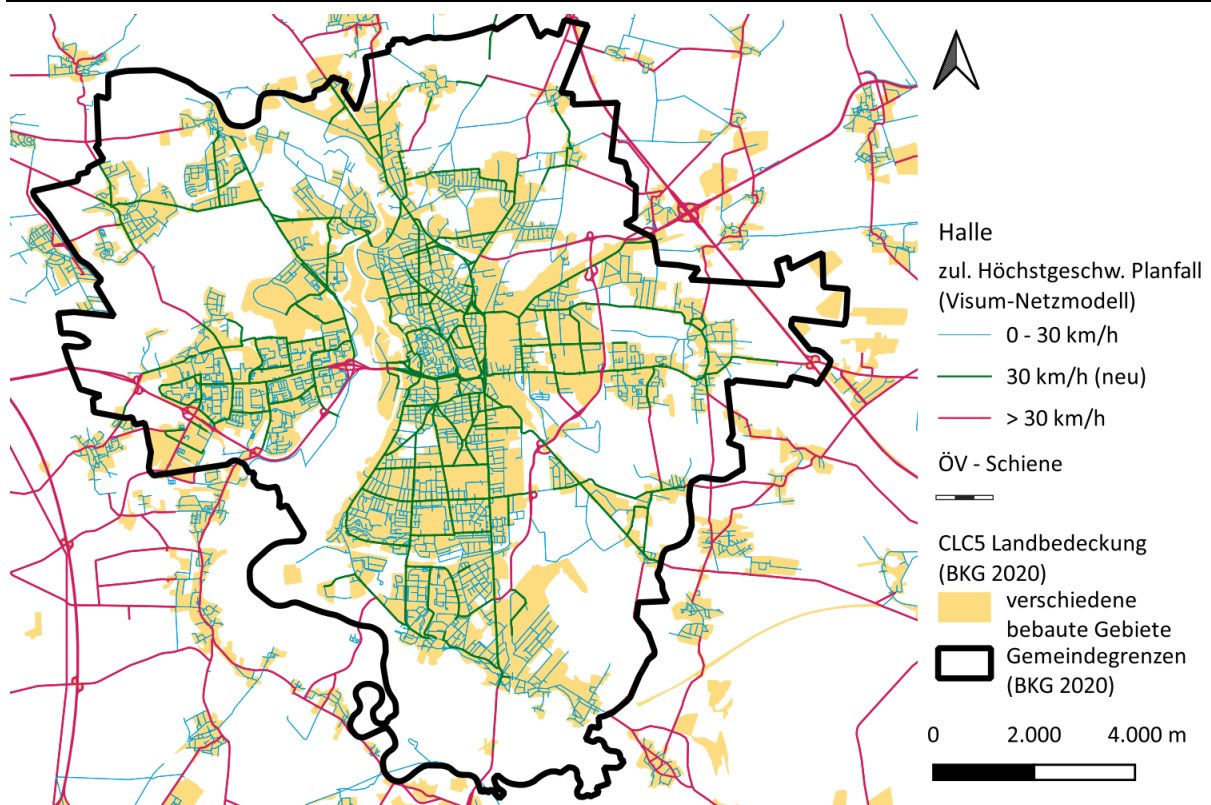 Halle
zul. Höchstgeschw. Planfall
(Visum-Netzmodell)
0 - 30 km/h
30 km/h (neu)
> 30 km/h
ÖV - Schiene
CLC5 Landbedeckung
(BKG 2020)
verschiedene
bebaute Gebiete
Gemeindegrenzen
(BKG 2020)
0 2.000 4.000 m